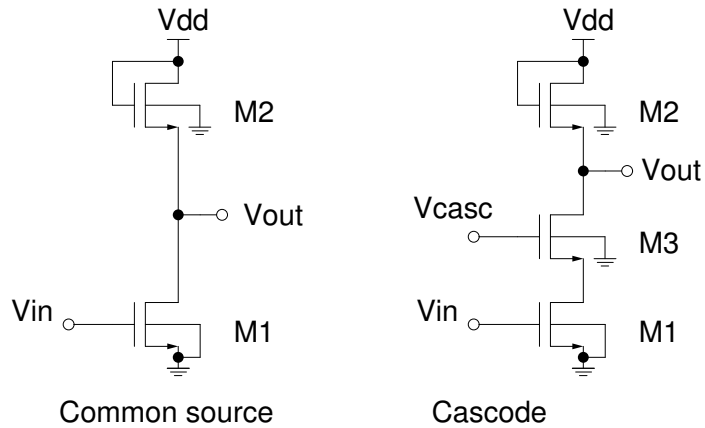 Vdd
M2
Vout
Vin
M1
Common source
Vdd
M2
Vout
Vcasc
M3
Vin
M1
Cascode